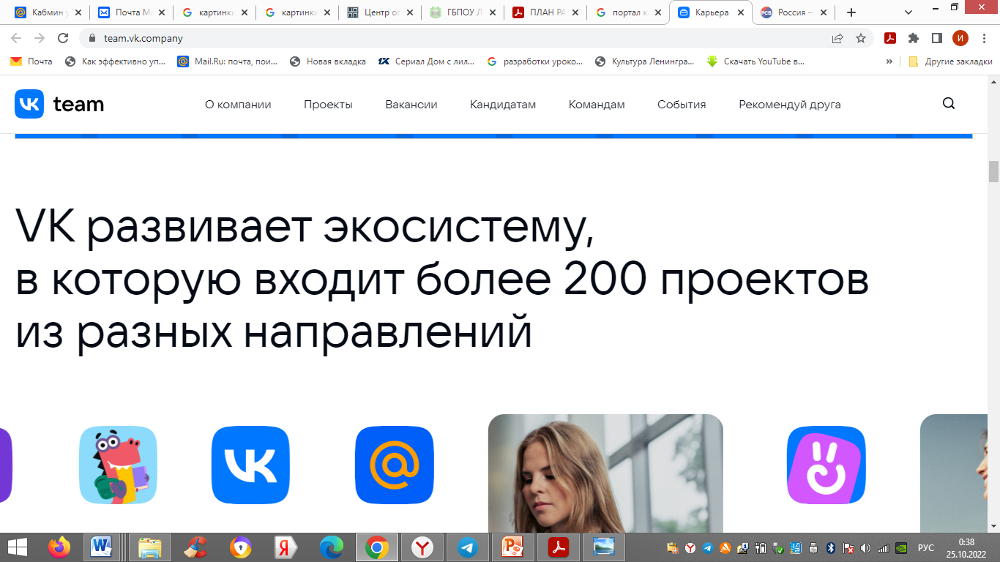 Кабмин у
Почта Ма
картинки
картинки
Центр оп
ГБПОУ Л
ПЛАН РА
портал к
Карьера
Россия –
team.vk.company
Почта
Как эффективно уп...
Mail.Ru: почта, пои...
Новая вкладка
Сериал Дом с лил...
разработки уроко...
Культура Ленингра...
Скачать YouTube в...
»
Другие закладки
team
О компании
Проекты
Вакансии
Кандидатам
Командам
События
Рекомендуй друга
VK развивает экосистему,
в которую входит более 200 проектов
из разных направлений
РУС
0:38
25.10.2022